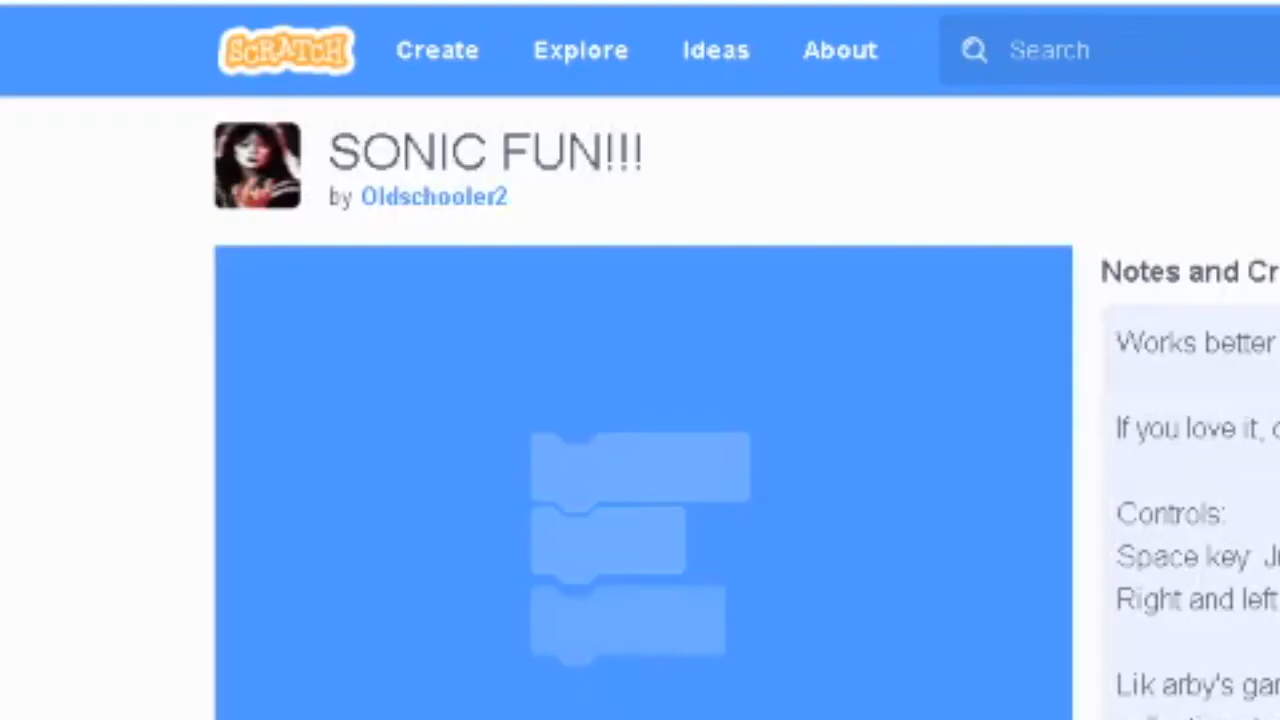 SCRATCH Create Explore Ideas About Search
SONIC FUN!!!
by Oldschooler2
Notes and Cr
Works better
If you love it,
Controls:
Space key
Right and left
Lik arby's